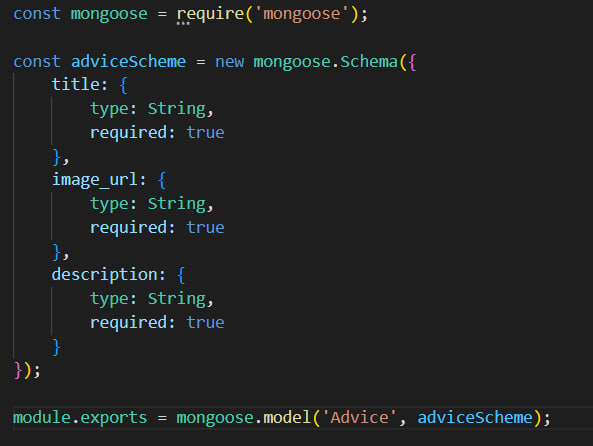 const mongoose = require('mongoose');
const adviceScheme = new mongoose.Schema({
    title: {
        type: String,
        required: true
    },
    image_url: {
        type: String,
        required: true
    },
    description: {
        type: String,
        required: true
    }
});
module.exports = mongoose.model('Advice', adviceScheme);